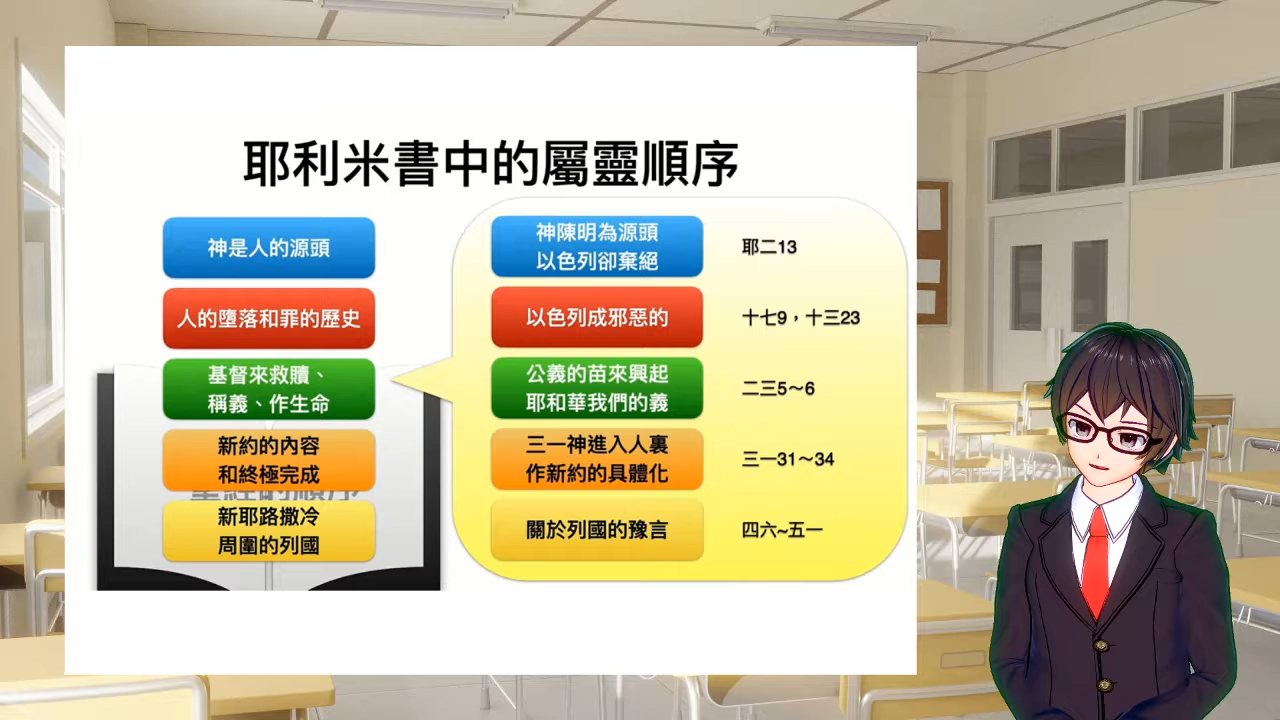 耶利米書中的屬靈順序
神是人的源頭
人的墮落和罪的歷史
基督來救贖、
稱義、作生命
新約的內容
和終極完成
聖經的順序
新耶路撒冷
周圍的列國
神陳明為源頭
以色列卻棄絕
耶二13
以色列成邪惡的
十七9，十三23
公義的苗來興起
耶和華我們的義
二三5～6
三一神進入人裏
作新約的具體化
三一31～34
關於列國的豫言
四六~五一